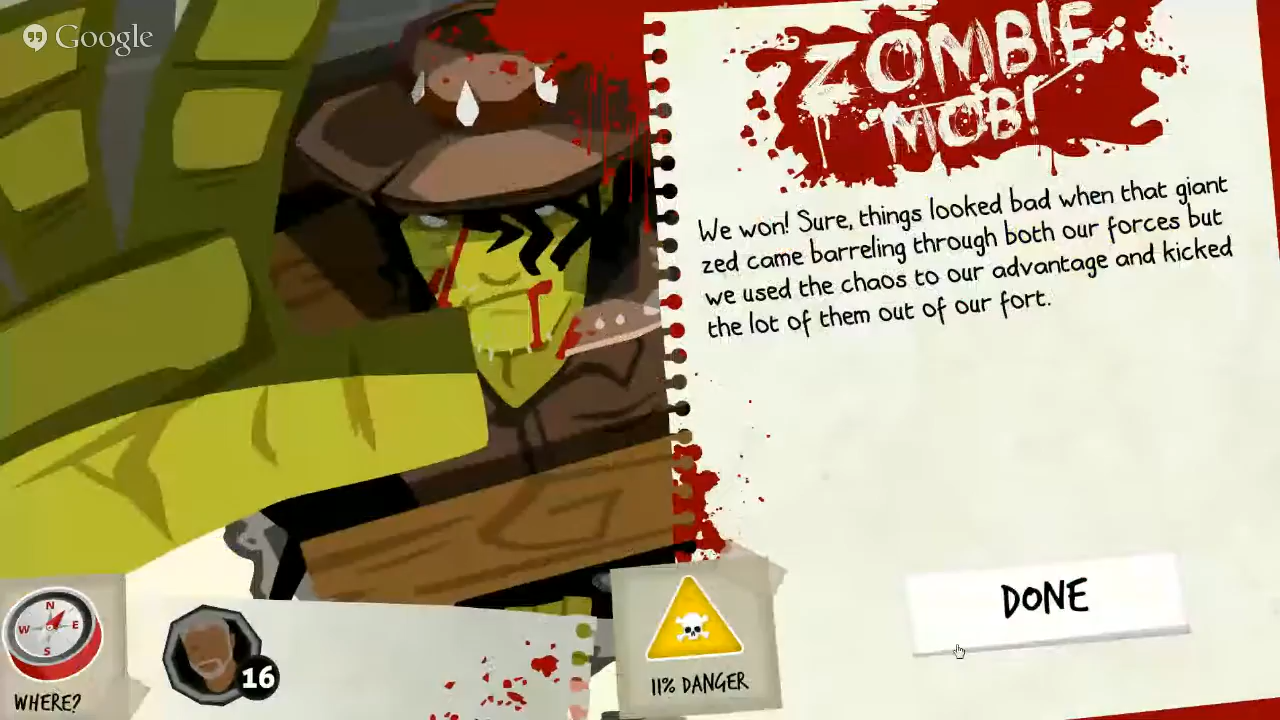 Google
ZOMBIE
MOB!
We won! Sure, things looked bad when that giant
zed came barreling through both our forces but
we used the chaos to our advantage and kicked
the lot of them out of our fort.
DONE
N
W E
S
WHERE?
16
11% DANGER